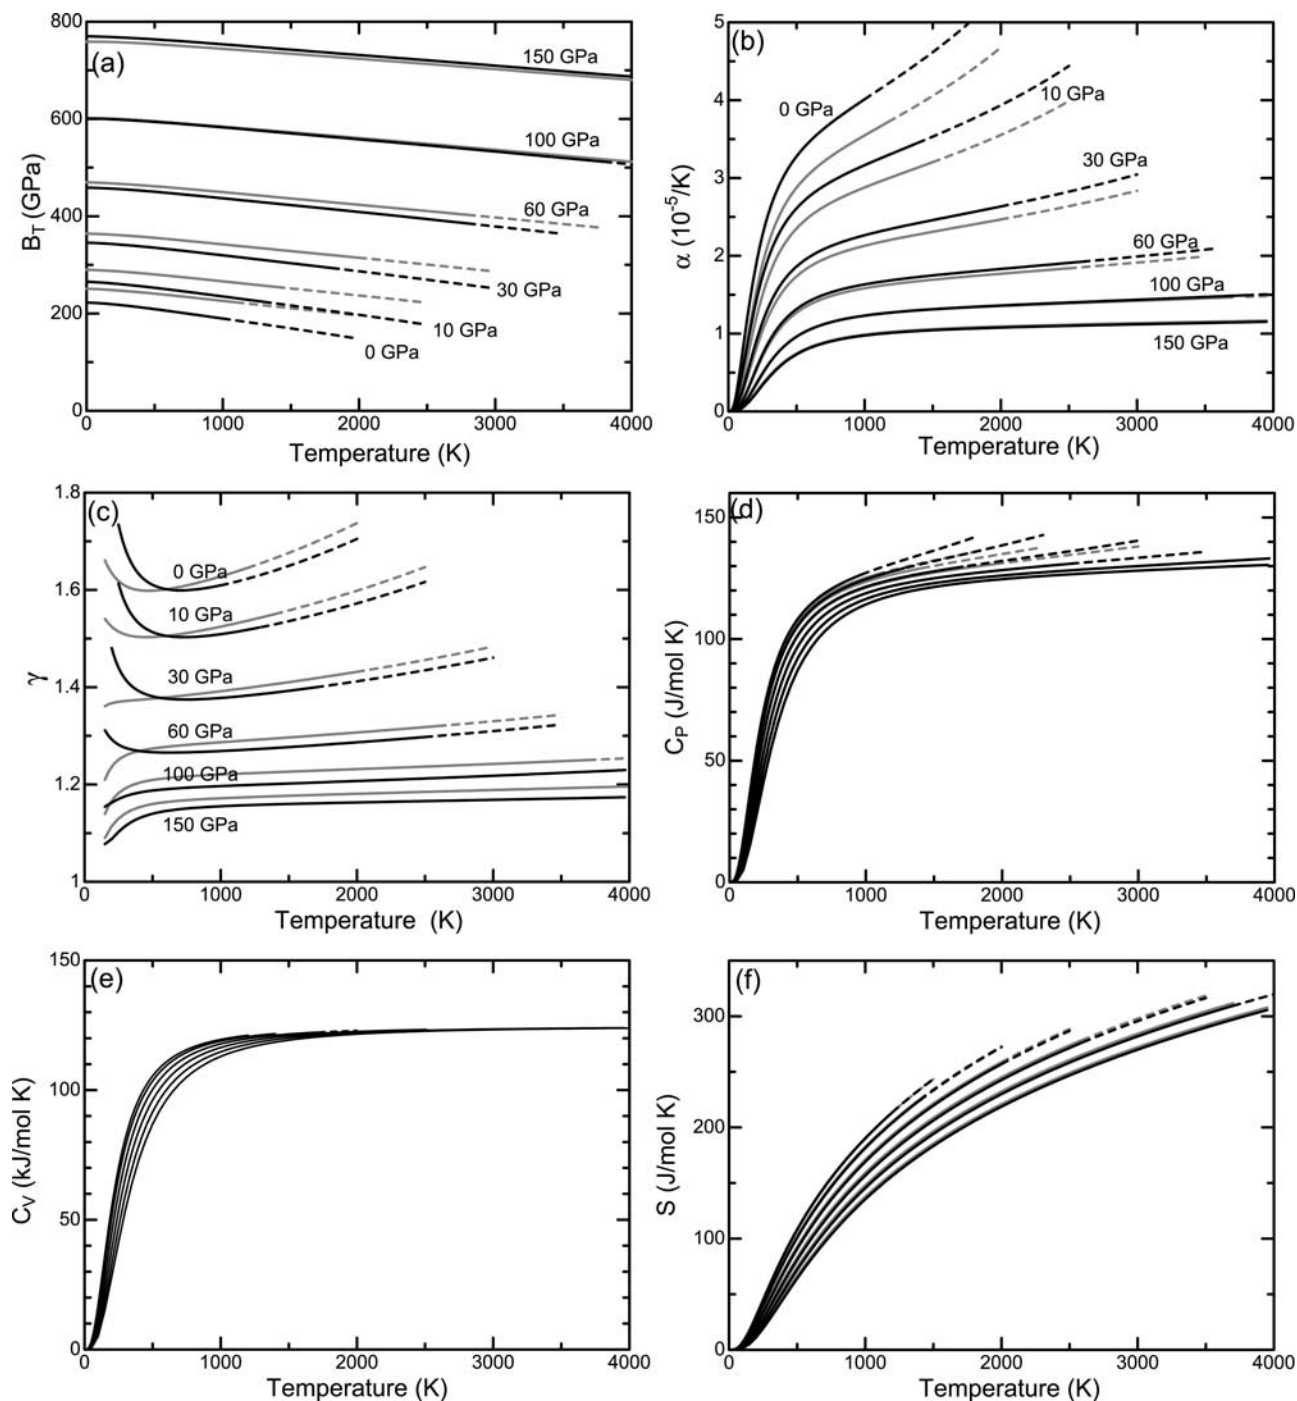 (a)
800
600
400
200
0
B_T (GPa)
150 GPa
100 GPa
60 GPa
30 GPa
10 GPa
0 GPa
0 1000 2000 3000 4000
Temperature (K)
(b)
5
4
3
2
1
0
α (10⁻⁵/K)
0 GPa
10 GPa
30 GPa
60 GPa
100 GPa
150 GPa
0 1000 2000 3000 4000
Temperature (K)
(c)
1.8
1.6
1.4
1.2
1
γ
0 GPa
10 GPa
30 GPa
60 GPa
100 GPa
150 GPa
0 1000 2000 3000 4000
Temperature (K)
(d)
150
100
50
0
C_P (J/mol K)
0 1000 2000 3000 4000
Temperature (K)
(e)
150
100
50
0
C_V (kJ/mol K)
0 1000 2000 3000 4000
Temperature (K)
(f)
300
200
100
0
S (J/mol K)
0 1000 2000 3000 4000
Temperature (K)